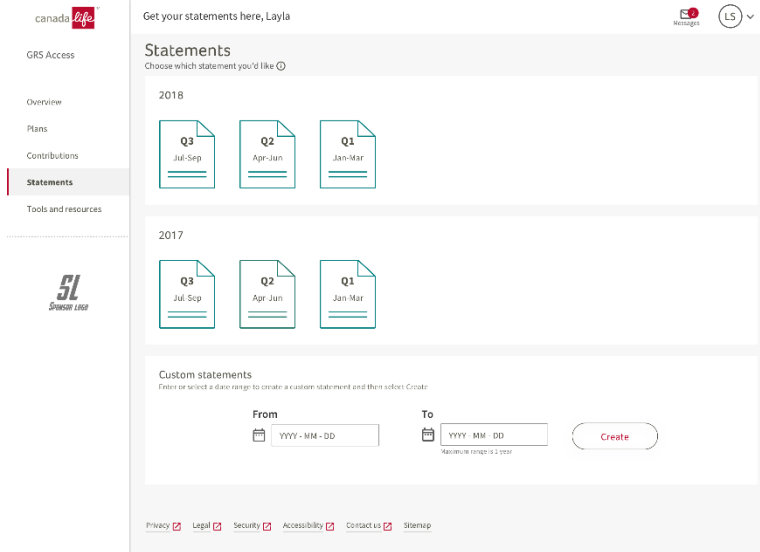 canada life
Get your statements here, Layla
2
Messages
LS
GRS Access
Overview
Plans
Contributions
Statements
Tools and resources
SL
Sponsor Logo
Statements
Choose which statement you'd like
2018
Q3
Jul-Sep
Q2
Apr-Jun
Q1
Jan-Mar
2017
Q3
Jul-Sep
Q2
Apr-Jun
Q1
Jan-Mar
Custom statements
Enter or select a date range to create a custom statement and then select Create
From
YYYY - MM - DD
To
YYYY - MM - DD
Maximum range is 1 year
Create
Privacy Legal Security Accessibility Contact us Sitemap